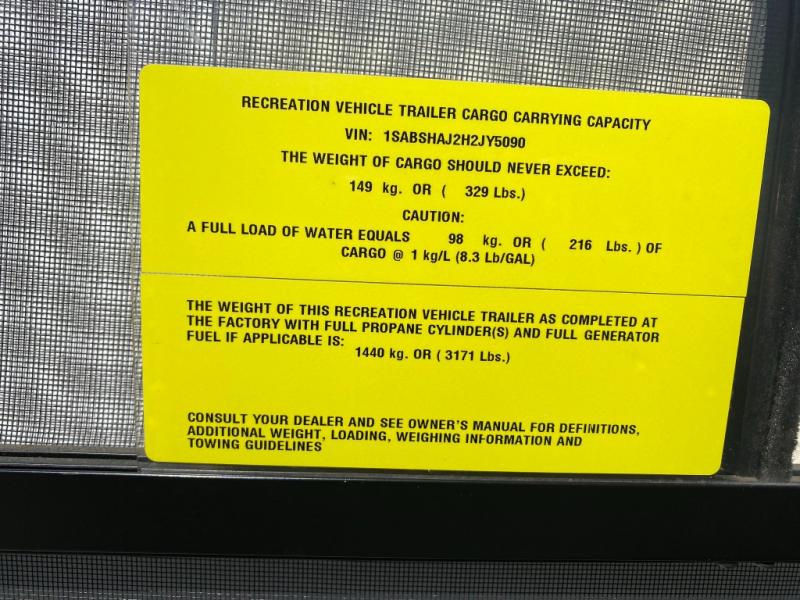 RECREATION VEHICLE TRAILER CARGO CARRYING CAPACITY
VIN: 1SABSHAJ2H2JY5090
THE WEIGHT OF CARGO SHOULD NEVER EXCEED:
149 kg. OR ( 329 Lbs.)
CAUTION:
A FULL LOAD OF WATER EQUALS 98 kg. OR ( 216 Lbs. ) OF
CARGO @ 1 kg/L (8.3 Lb/GAL)
THE WEIGHT OF THIS RECREATION VEHICLE TRAILER AS COMPLETED AT
THE FACTORY WITH FULL PROPANE CYLINDER(S) AND FULL GENERATOR
FUEL IF APPLICABLE IS:
1440 kg. OR ( 3171 Lbs.)
CONSULT YOUR DEALER AND SEE OWNER'S MANUAL FOR DEFINITIONS,
ADDITIONAL WEIGHT, LOADING, WEIGHING INFORMATION AND
TOWING GUIDELINES